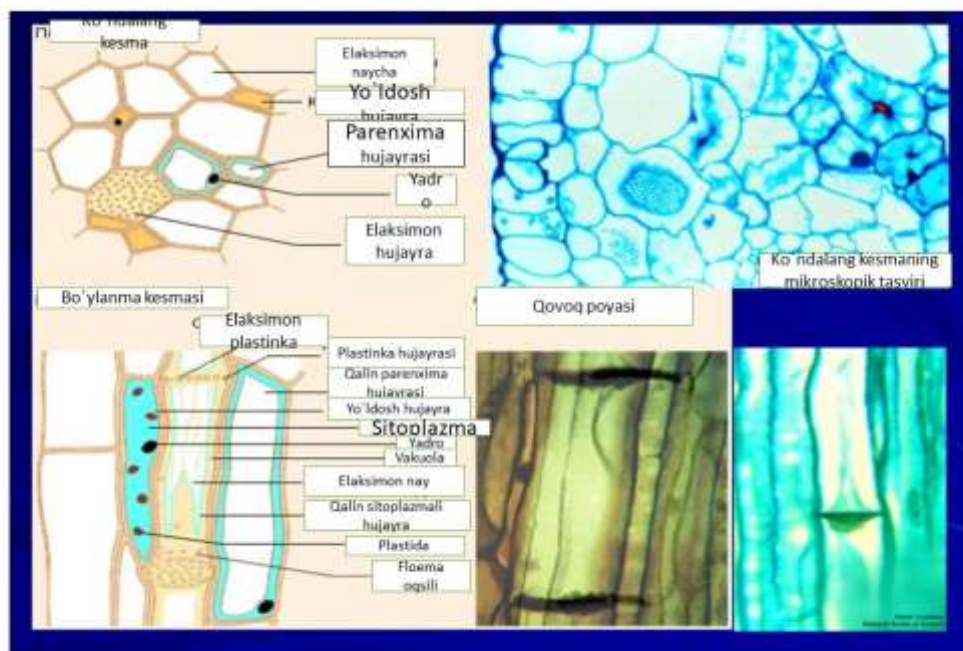 Ko`ndalang
kesma
Elaksimon
naycha
Yo`ldosh
hujayra
Parenxima
hujayrasi
Yadr
o
Elaksimon
hujayra
Ko`ndalang kesmaning
mikroskopik tasviri
Bo`ylanma kesmasi
Qovoq poyasi
Elaksimon
plastinka
Plastinka hujayrasi
Qalin parenxima
hujayrasi
Yo`ldosh hujayra
Sitoplazma
Yadro
Vakuola
Elaksimon nay
Qalin sitoplazmali
hujayra
Plastida
Floema
oqsili